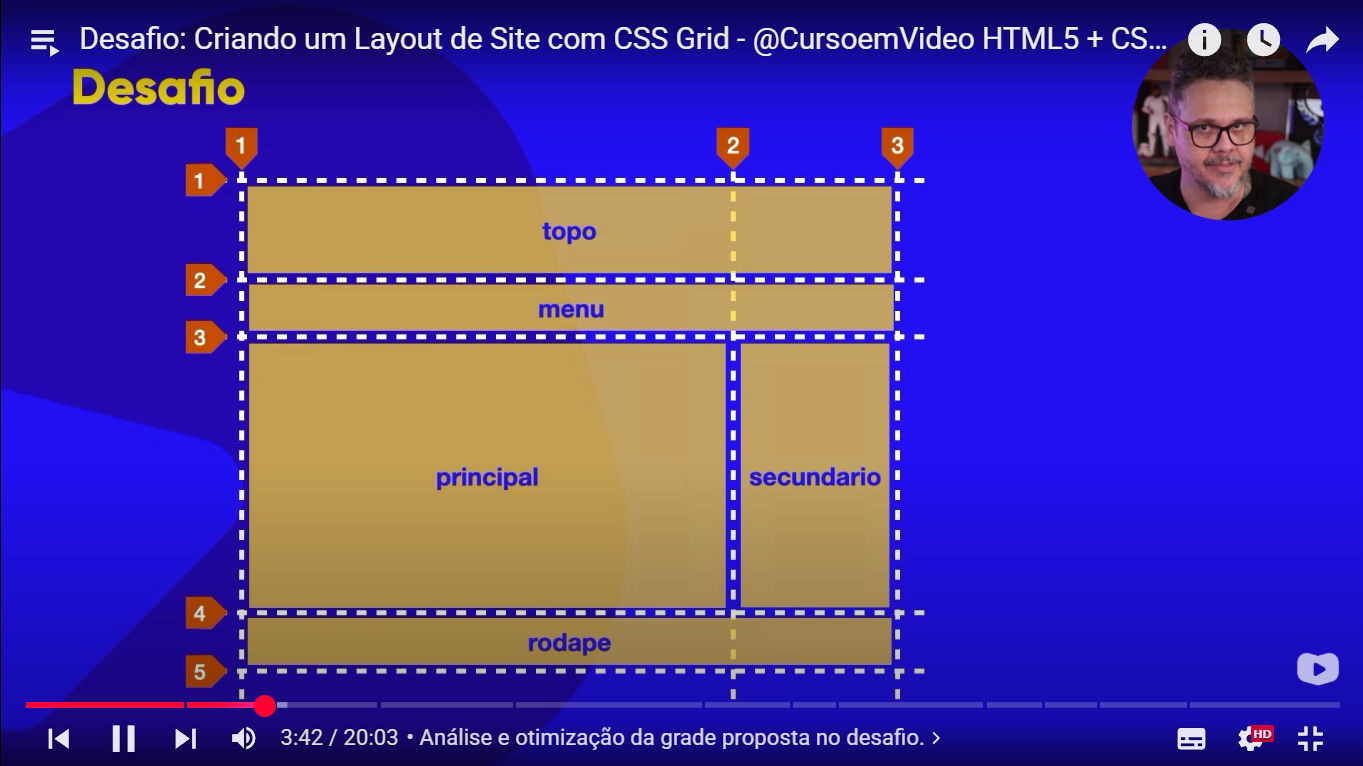 Desafio: Criando um Layout de Site com CSS Grid - @CursoemVideo HTML5 + CS...
Desafio
1 2 3
1
topo
2
menu
3
principal secundario
4
rodape
5
3:42 / 20:03 • Análise e otimização da grade proposta no desafio.
HD